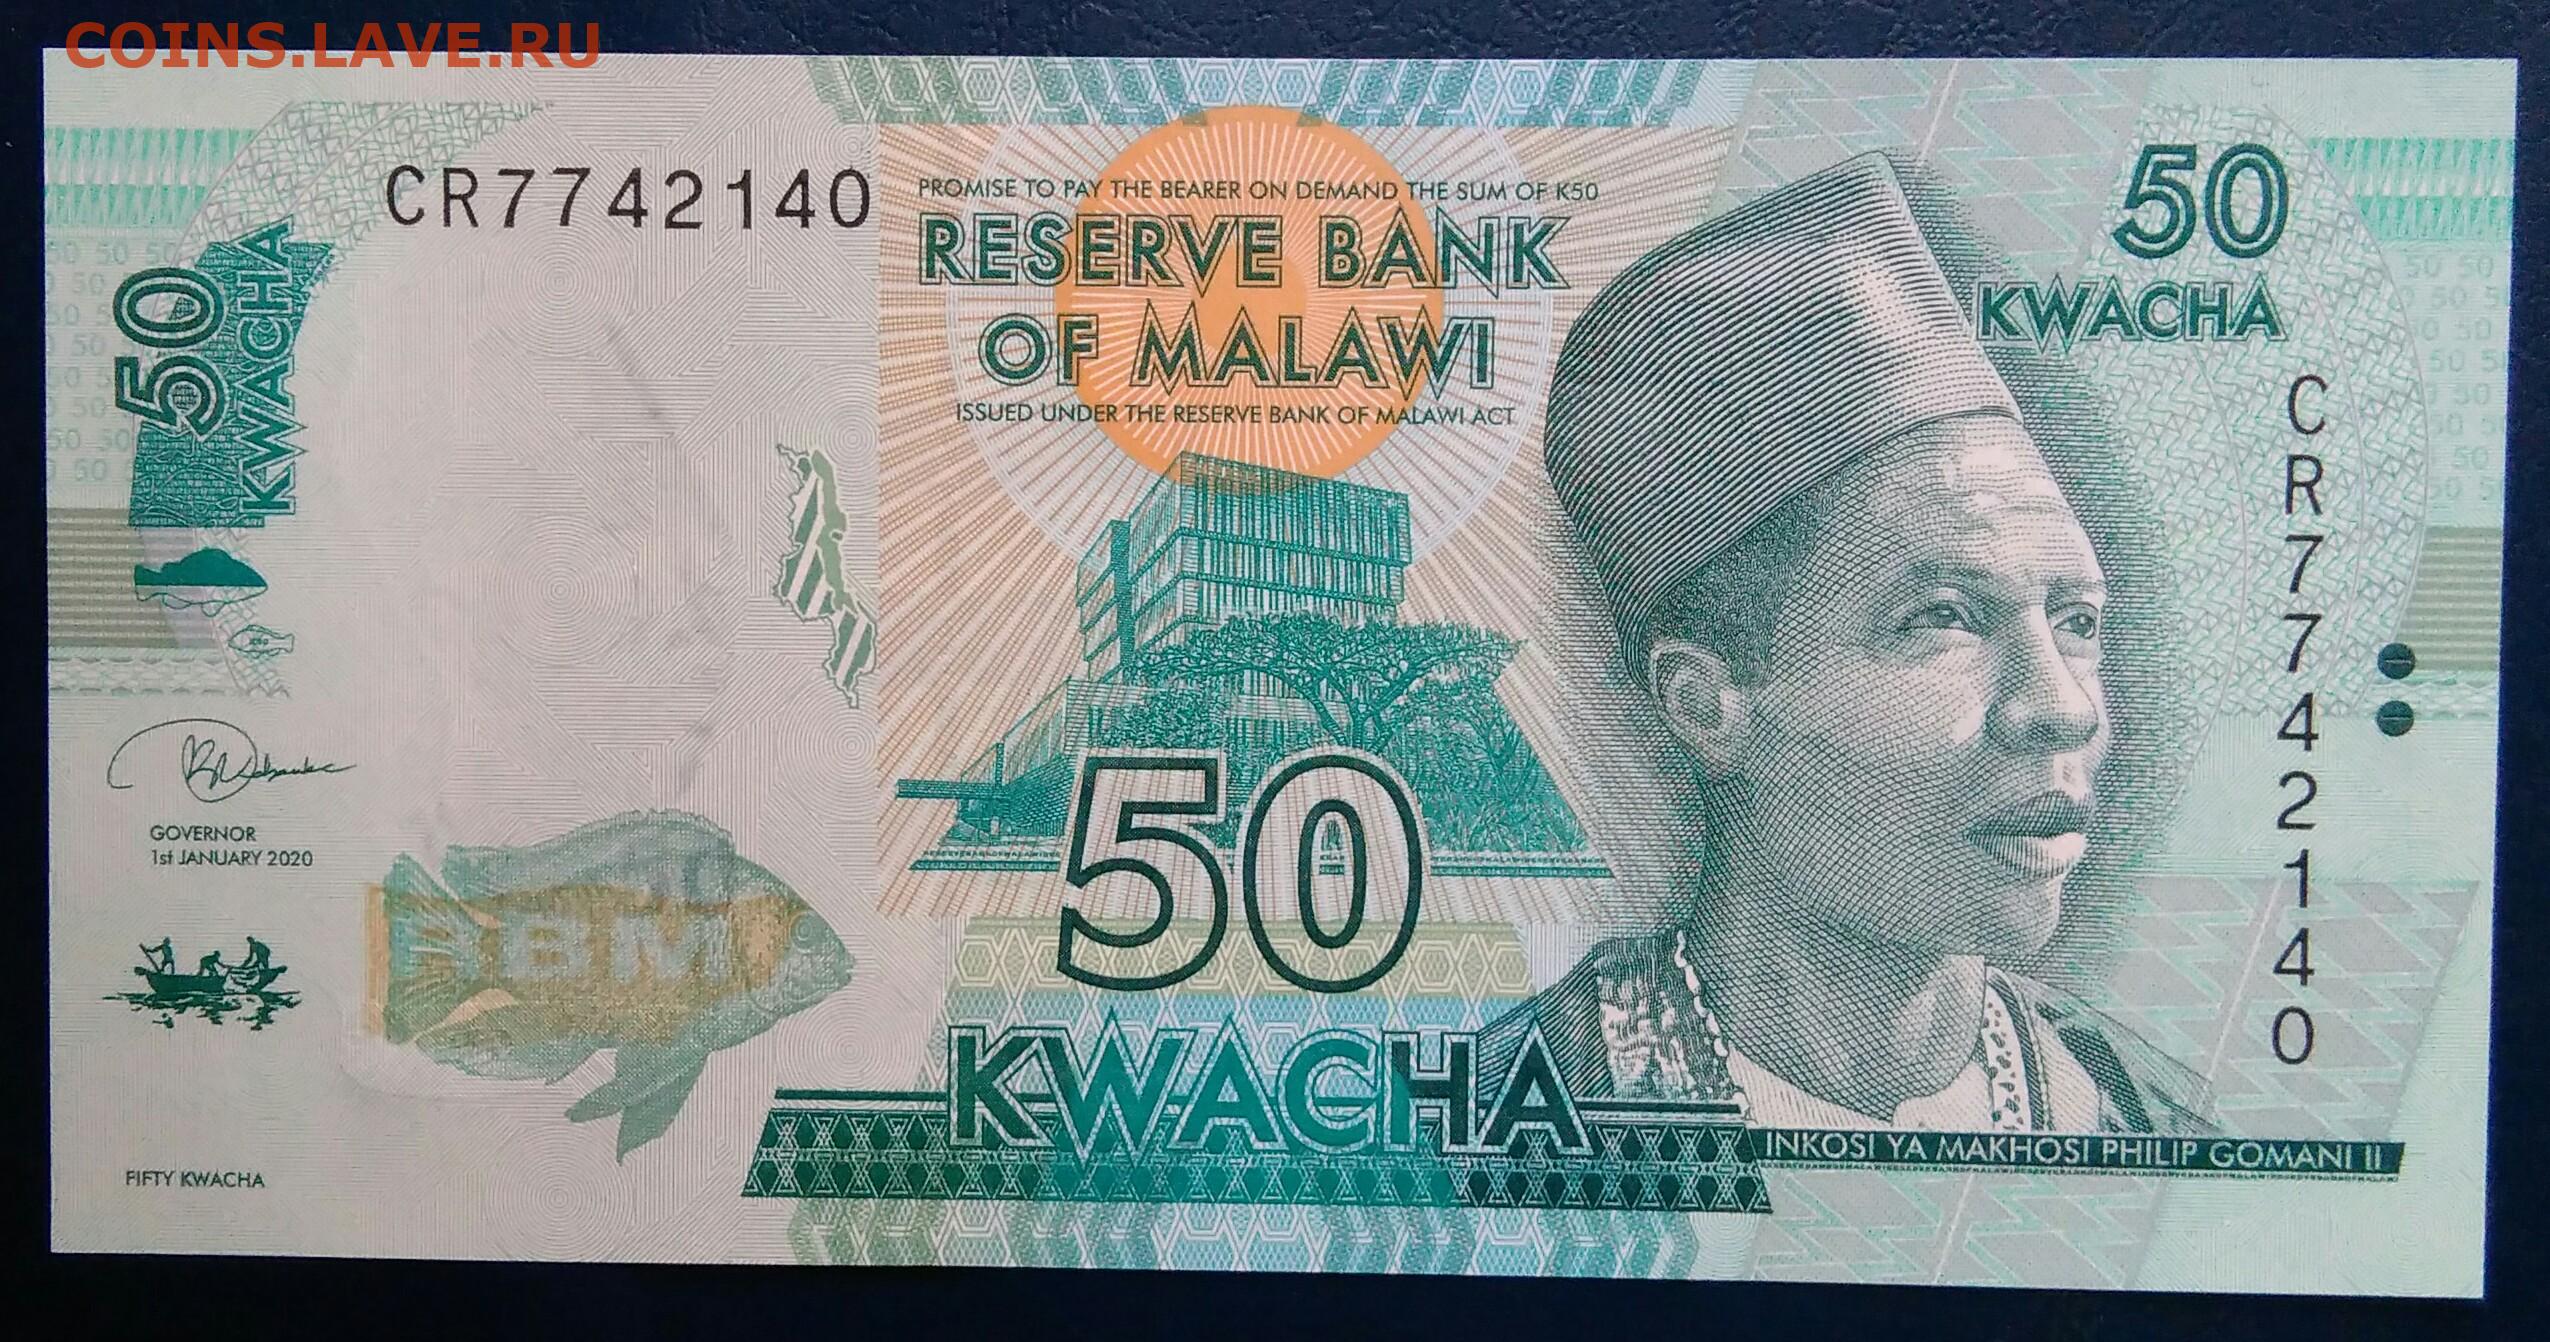 COINS.LAVE.RU
CR7742140
50
KWACHA
PROMISE TO PAY THE BEARER ON DEMAND THE SUM OF K50
RESERVE BANK
OF MALAWI
ISSUED UNDER THE RESERVE BANK OF MALAWI ACT
50
KWACHA
CR7742140
GOVERNOR
1st JANUARY 2020
RBM
50
KWACHA
FIFTY KWACHA
INKOSI YA MAKHOSI PHILIP GOMANI II